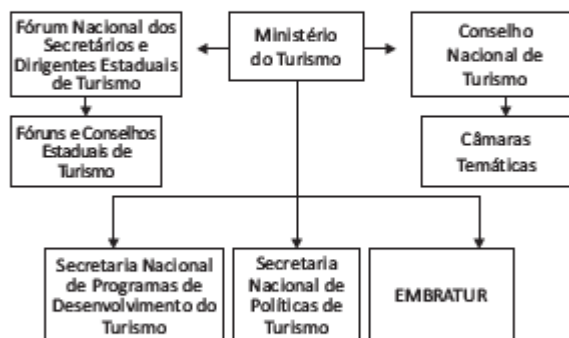 Fórum Nacional dos
Secretários e
Dirigentes Estaduais
de Turismo
Ministério
do Turismo
Conselho
Nacional de
Turismo
Fóruns e Conselhos
Estaduais de
Turismo
Câmaras
Temáticas
Secretaria Nacional
de Programas de
Desenvolvimento do
Turismo
Secretaria
Nacional de
Políticas de
Turismo
EMBRATUR